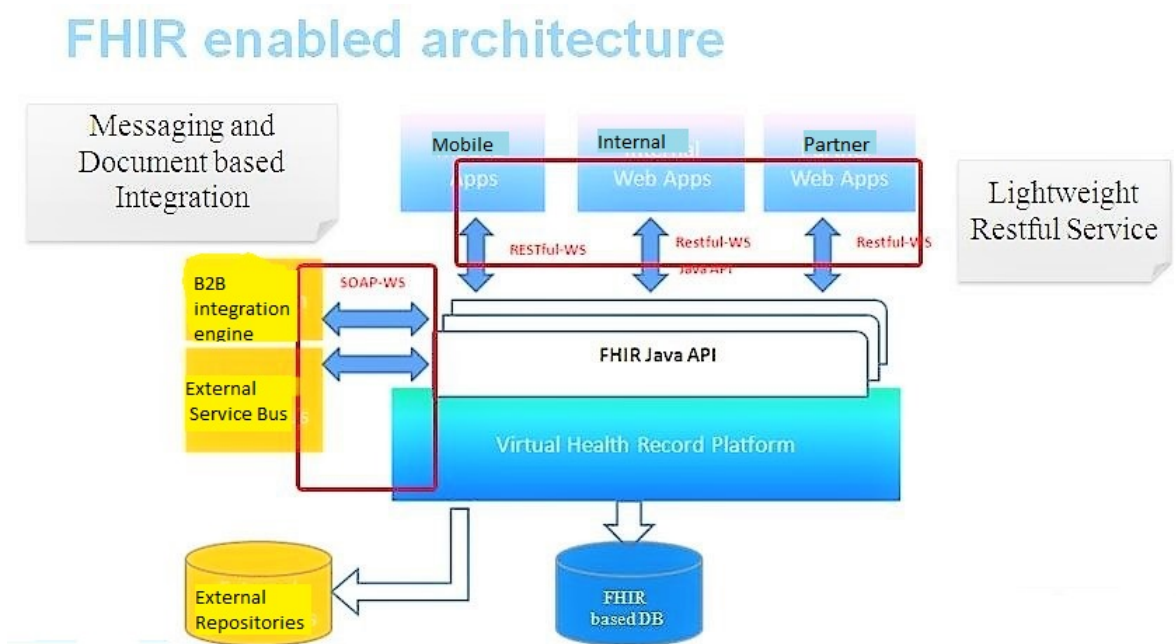 FHIR enabled architecture
Messaging and
Document based
Integration
Mobile
Apps
Internal
Web Apps
Partner
Web Apps
Lightweight
Restful Service
RESTful-WS
Restful-WS
Java API
Restful-WS
B2B
integration
engine
SOAP-WS
External
Service Bus
FHIR Java API
Virtual Health Record Platform
External
Repositories
FHIR
based DB